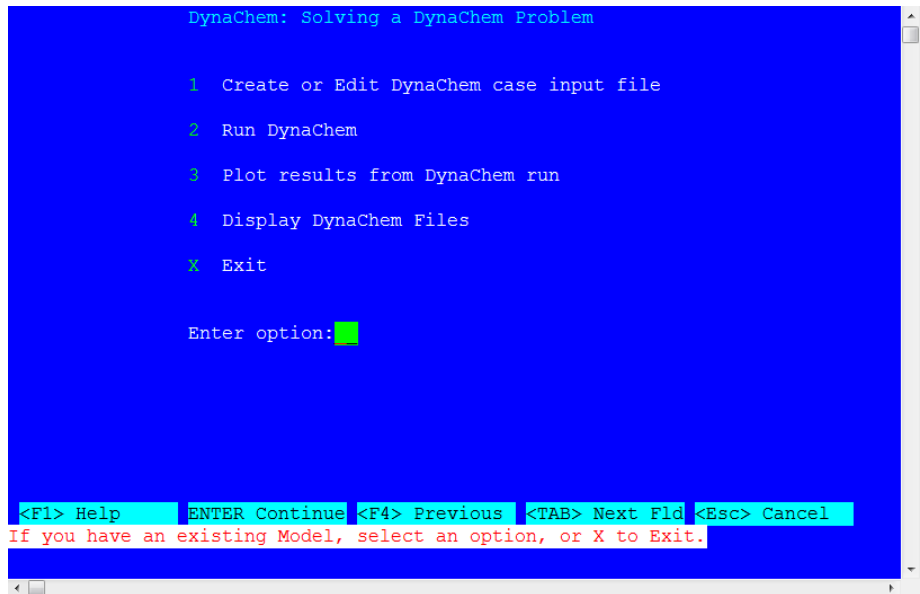 DynaChem: Solving a DynaChem Problem
1 Create or Edit DynaChem case input file
2 Run DynaChem
3 Plot results from DynaChem run
4 Display DynaChem Files
X Exit
Enter option:
<F1> Help ENTER Continue <F4> Previous <TAB> Next Fld <Esc> Cancel
If you have an existing Model, select an option, or X to Exit.